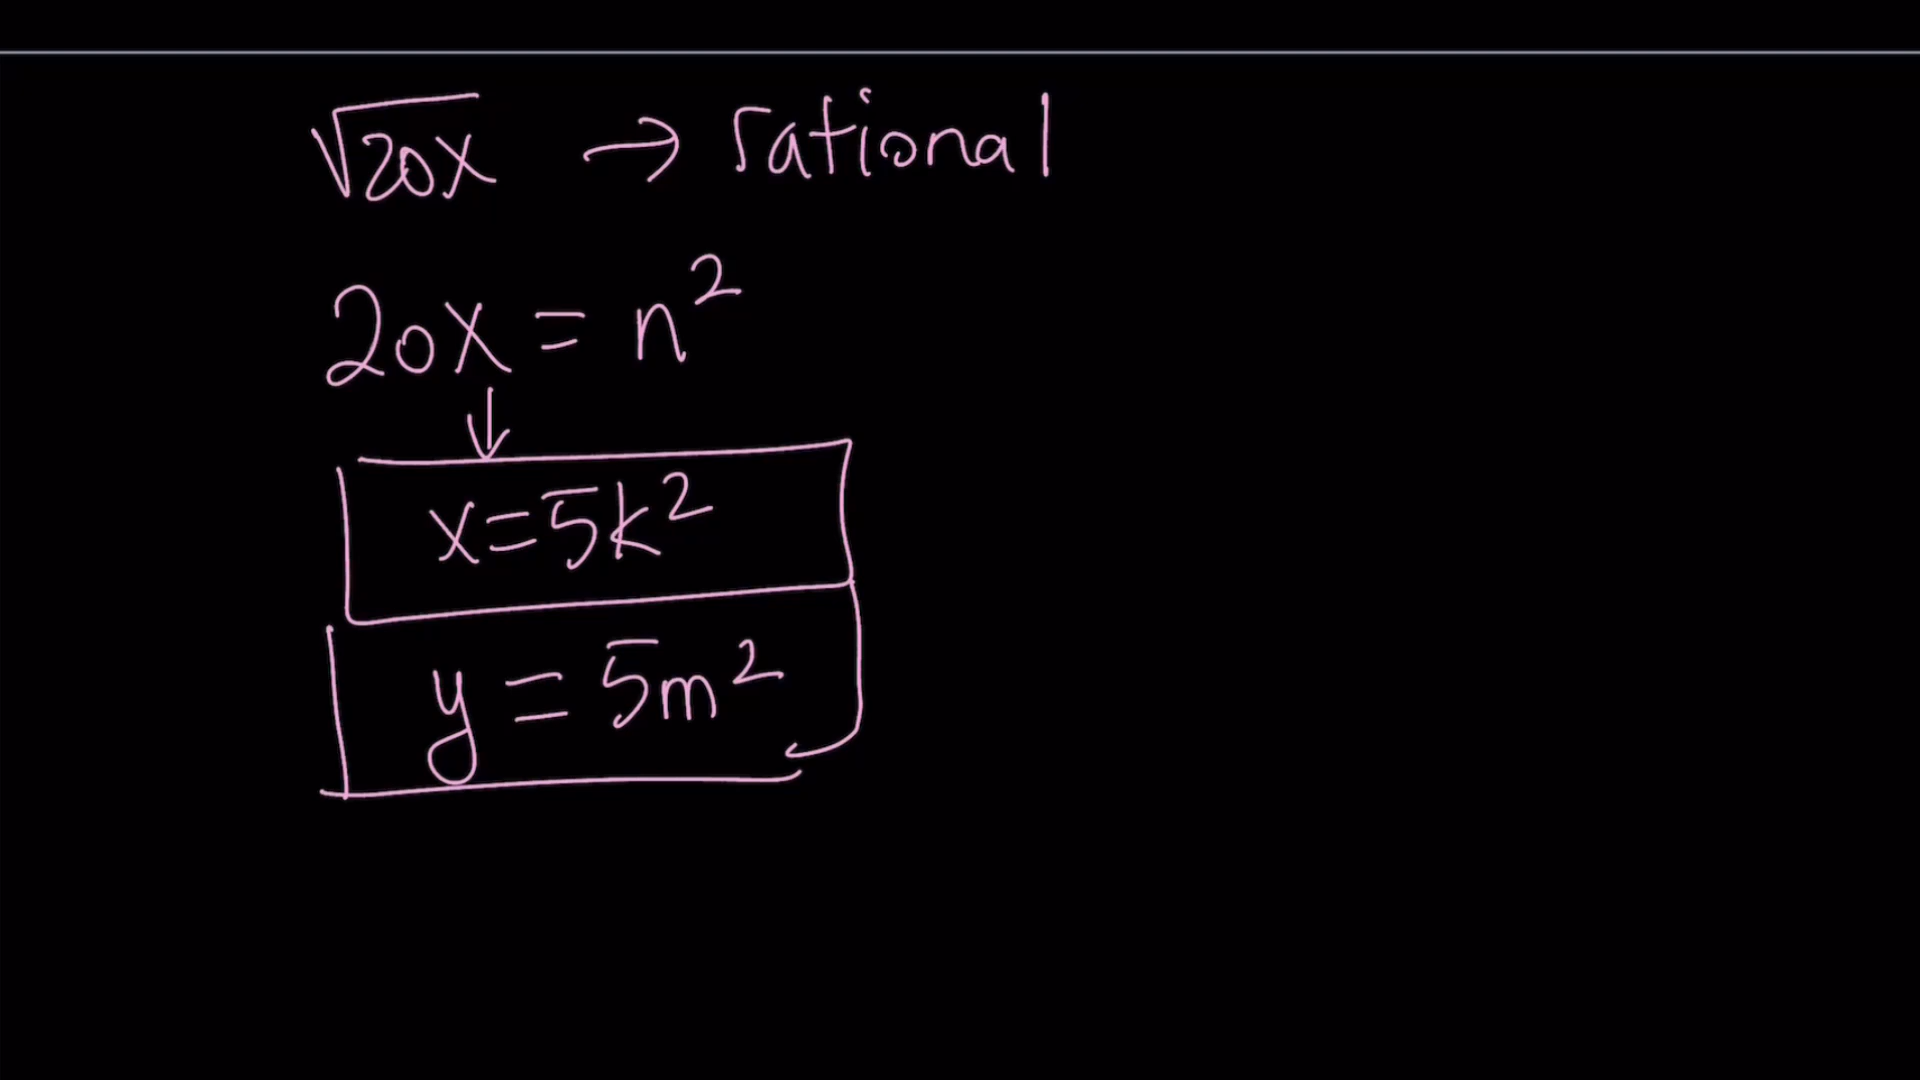 √20x → rational
20x = n²
↓
x=5k²
y = 5m²